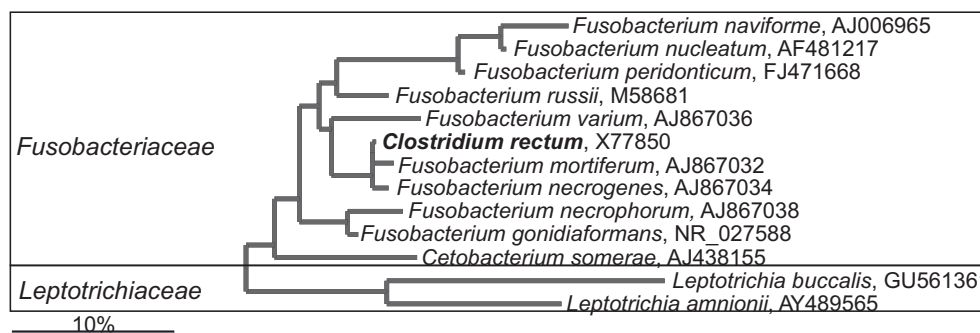 Fusobacterium naviforme, AJ006965
Fusobacterium nucleatum, AF481217
Fusobacterium peridonticum, FJ471668
Fusobacterium russii, M58681
Fusobacterium varium, AJ867036
Clostridium rectum, X77850
Fusobacteriaceae
Fusobacterium mortiferum, AJ867032
Fusobacterium necrogenes, AJ867034
Fusobacterium necrophorum, AJ867038
Fusobacterium gonidiaformans, NR_027588
Cetobacterium somerae, AJ438155
Leptotrichia buccalis, GU56136
Leptotrichiaceae
Leptotrichia amnionii, AY489565
10%